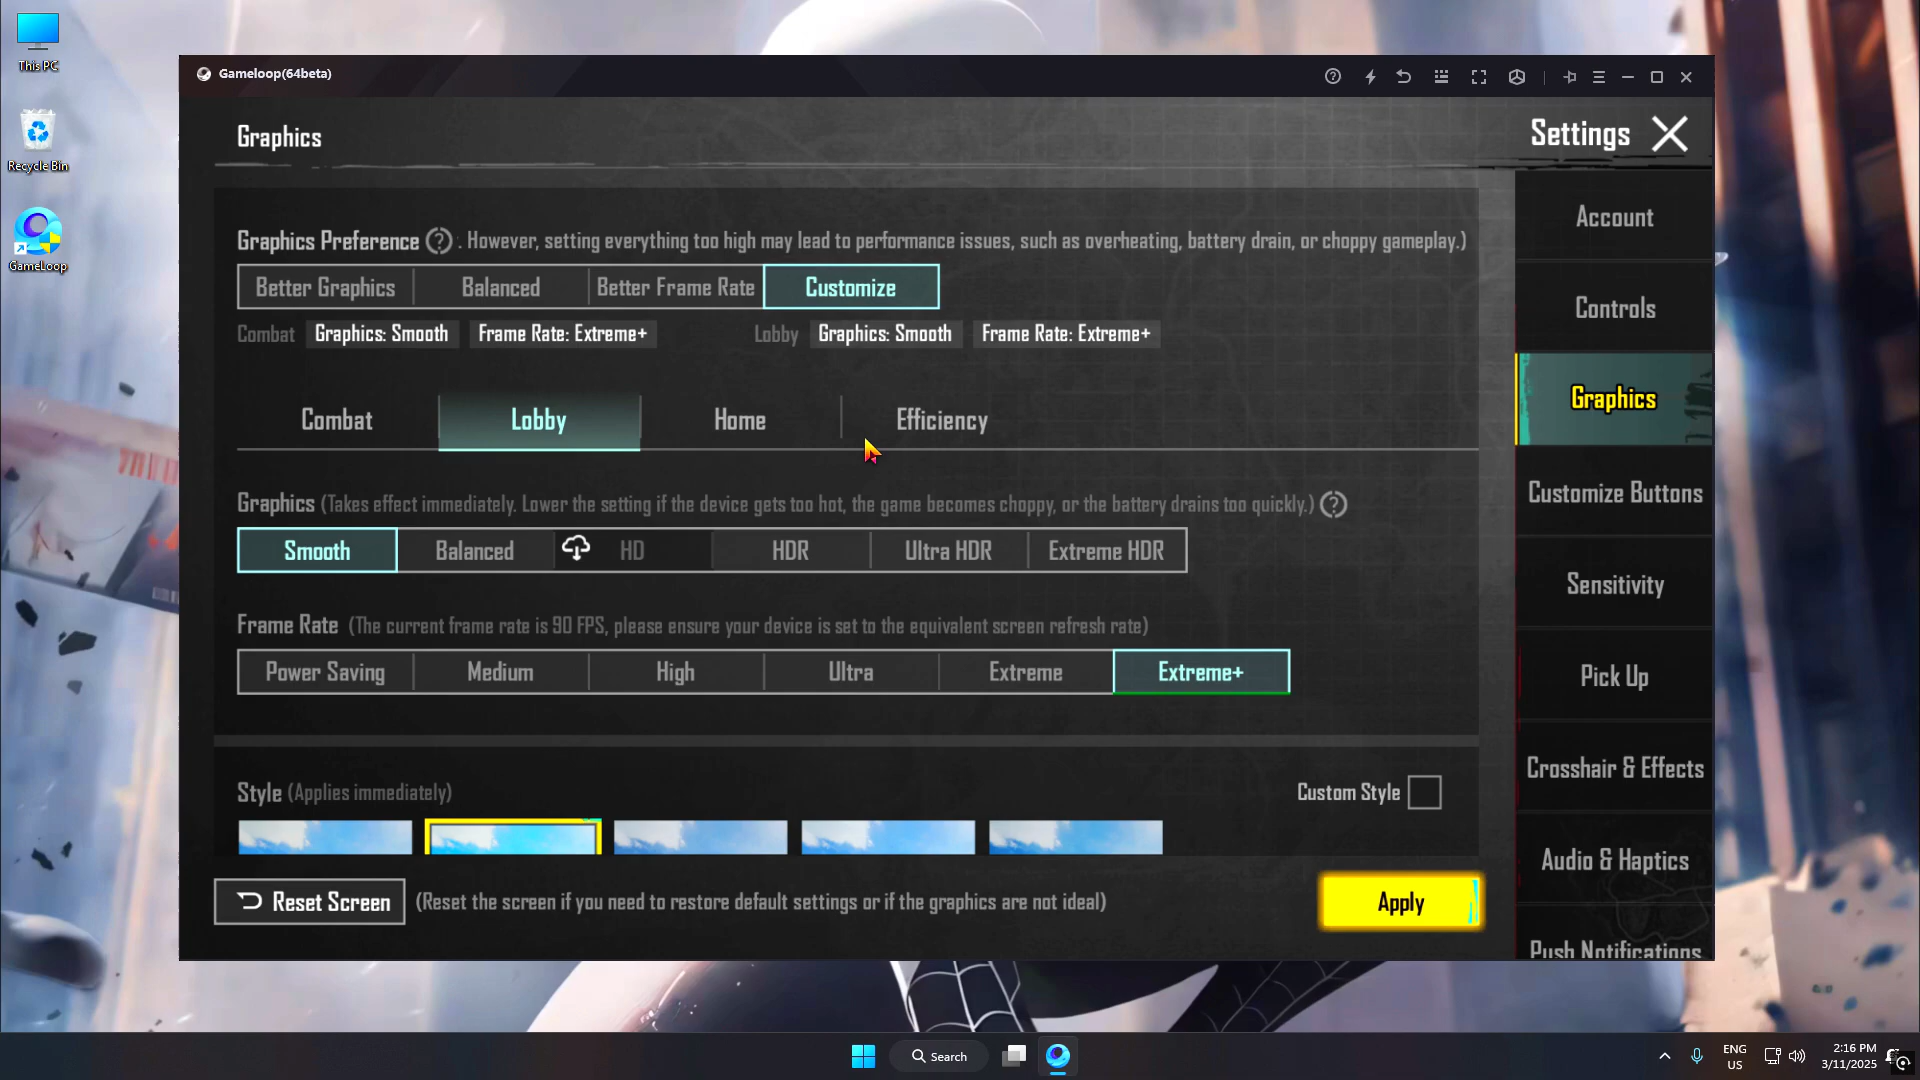 This PC
Recycle Bin
GameLoop
Gameloop(64beta)
Graphics
Settings
Graphics Preference ? . However, setting everything too high may lead to performance issues, such as overheating, battery drain, or choppy gameplay.)
Better Graphics Balanced Better Frame Rate Customize
Combat Graphics: Smooth Frame Rate: Extreme+ Lobby Graphics: Smooth Frame Rate: Extreme+
Combat Lobby Home Efficiency
Graphics (Takes effect immediately. Lower the setting if the device gets too hot, the game becomes choppy, or the battery drains too quickly.) ?
Smooth Balanced HD HDR Ultra HDR Extreme HDR
Frame Rate (The current frame rate is 90 FPS, please ensure your device is set to the equivalent screen refresh rate)
Power Saving Medium High Ultra Extreme Extreme+
Style (Applies immediately) Custom Style
Reset Screen (Reset the screen if you need to restore default settings or if the graphics are not ideal)
Apply
Account
Controls
Graphics
Customize Buttons
Sensitivity
Pick Up
Crosshair & Effects
Audio & Haptics
Push Notifications
Search
ENG
US
2:16 PM
3/11/2025